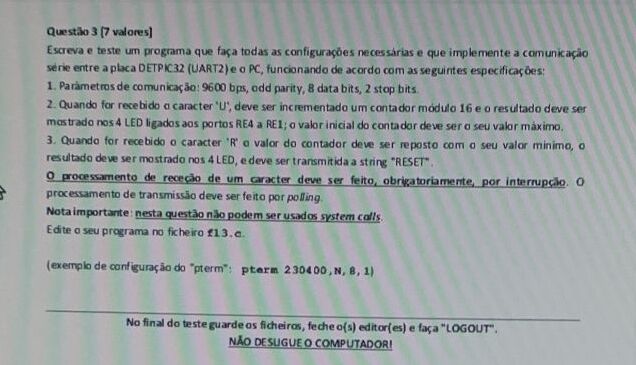 Questão 3 [7 valores]
Escreva e teste um programa que faça todas as configurações necessárias e que implemente a comunicação
série entre a placa DETPIC32 (UART2) e o PC, funcionando de acordo com as seguintes especificações:
1. Parâmetros de comunicação: 9600 bps, odd parity, 8 data bits, 2 stop bits.
2. Quando for recebido o caracter 'U', deve ser incrementado um contador módulo 16 e o resultado deve ser
mostrado nos 4 LED ligados aos portos RE4 a RE1; o valor inicial do contador deve ser o seu valor máximo.
3. Quando for recebido o caracter 'R' o valor do contador deve ser reposto com o seu valor mínimo, o
resultado deve ser mostrado nos 4 LED, e deve ser transmitida a string "RESET".
O processamento de receção de um caracter deve ser feito, obrigatoriamente, por interrupção. O
processamento de transmissão deve ser feito por polling.
Nota importante: nesta questão não podem ser usados system calls.
Edite o seu programa no ficheiro f13.c.
(exemplo de configuração do "pterm": pterm 230400,N,8,1)
No final do teste guarde os ficheiros, feche o(s) editor(es) e faça "LOGOUT".
NÃO DESLIGUE O COMPUTADOR!